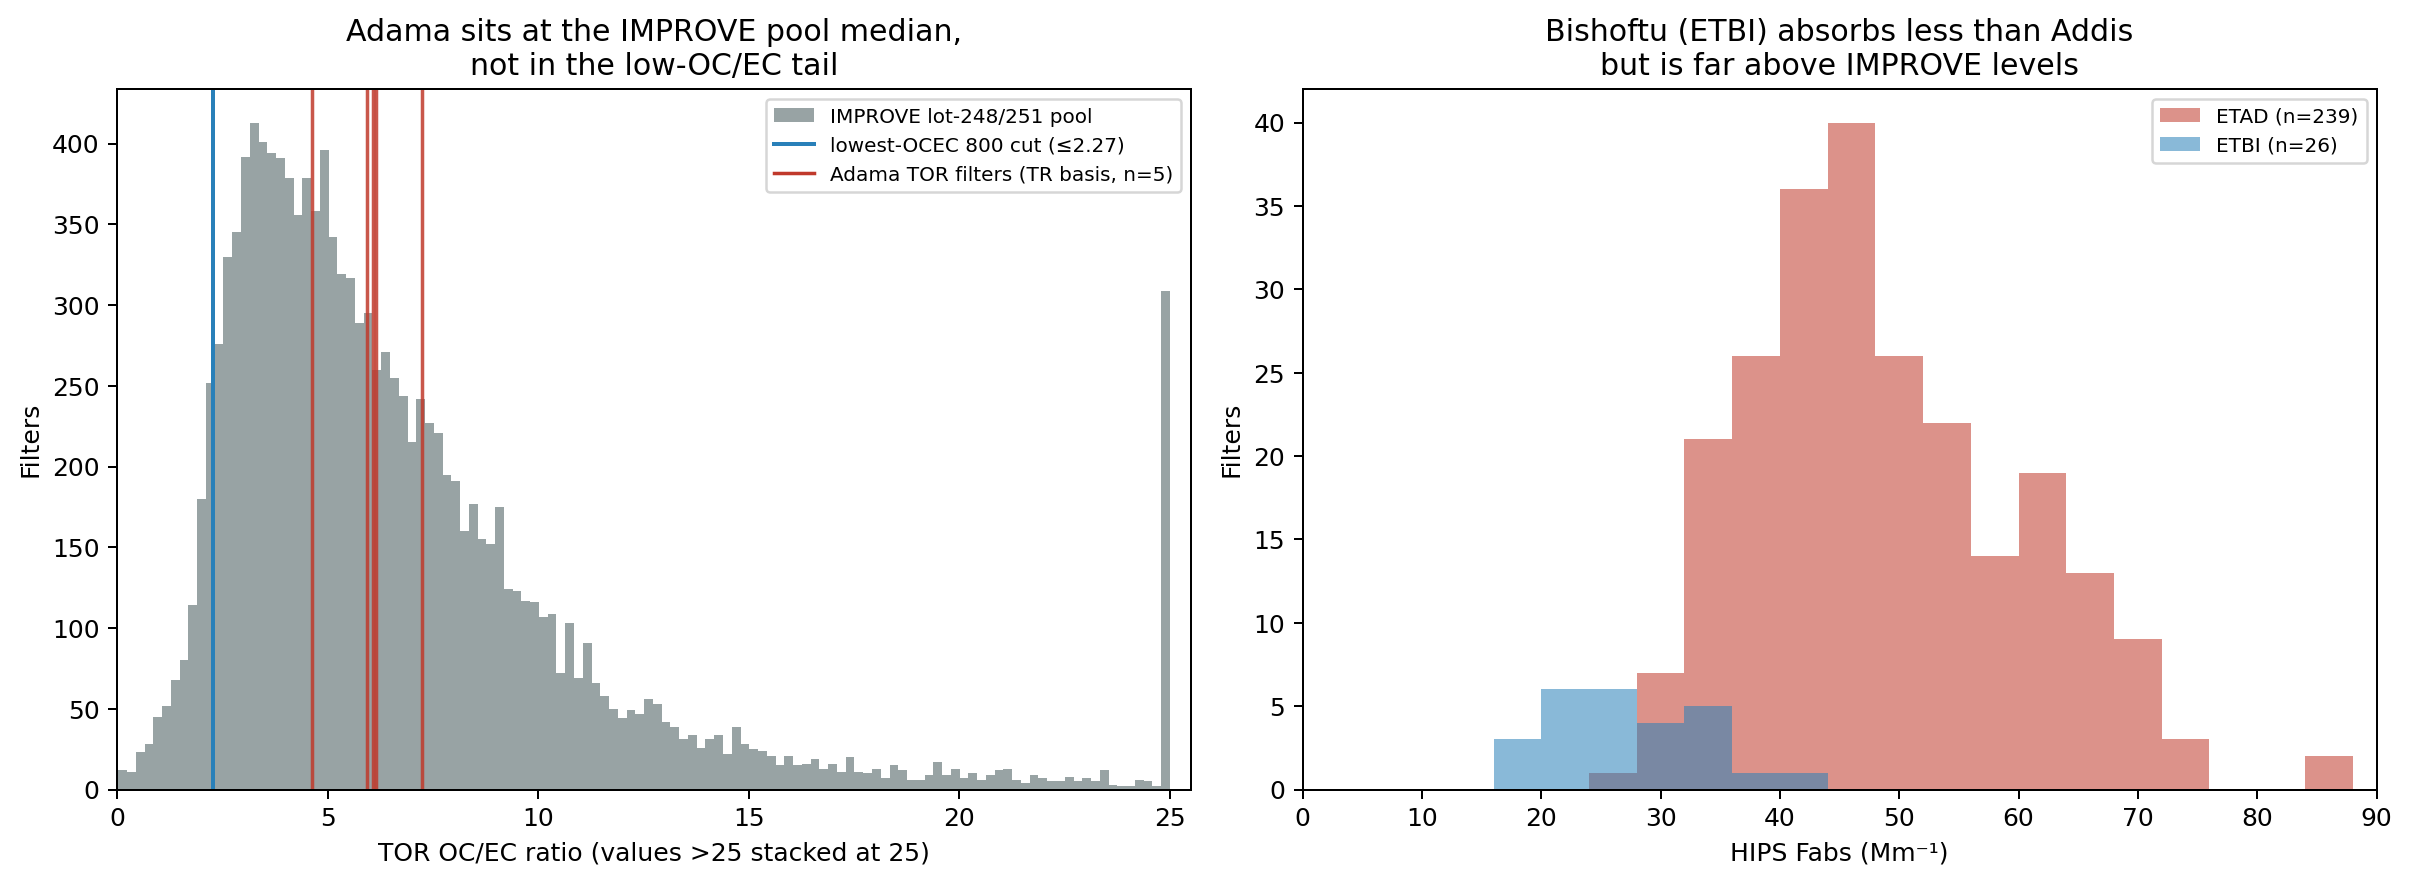 Adama sits at the IMPROVE pool median,
not in the low-OC/EC tail
IMPROVE lot-248/251 pool
lowest-OCEC 800 cut (≤2.27)
Adama TOR filters (TR basis, n=5)
Filters
400
350
300
250
200
150
100
50
0
0 5 10 15 20 25
TOR OC/EC ratio (values >25 stacked at 25)
Bishoftu (ETBI) absorbs less than Addis
but is far above IMPROVE levels
ETAD (n=239)
ETBI (n=26)
Filters
40
35
30
25
20
15
10
5
0
0 10 20 30 40 50 60 70 80 90
HIPS Fabs (Mm⁻¹)